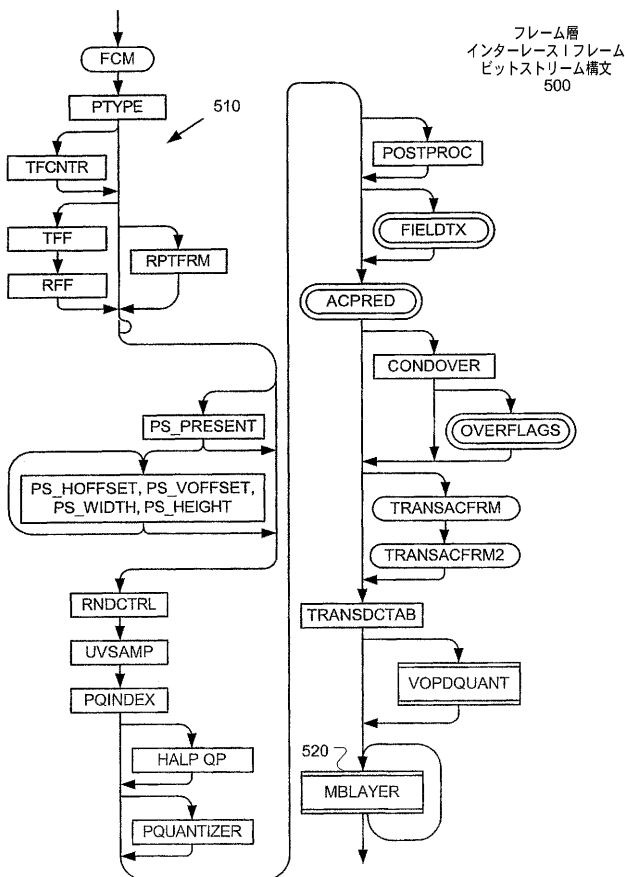 フレーム層
インターレースIフレーム
ビットストリーム構文
500
FCM
PTYPE
510
TFCNTR
TFF
RPTFRM
RFF
PS_PRESENT
PS_HOFFSET, PS_VOFFSET,
PS_WIDTH, PS_HEIGHT
RNDCTRL
UVSAMP
PQINDEX
HALP QP
PQUANTIZER
POSTPROC
FIELDTX
ACPRED
CONDOVER
OVERFLAGS
TRANSACFRM
TRANSACFRM2
TRANSDCTAB
VOPDQUANT
520
MBLAYER